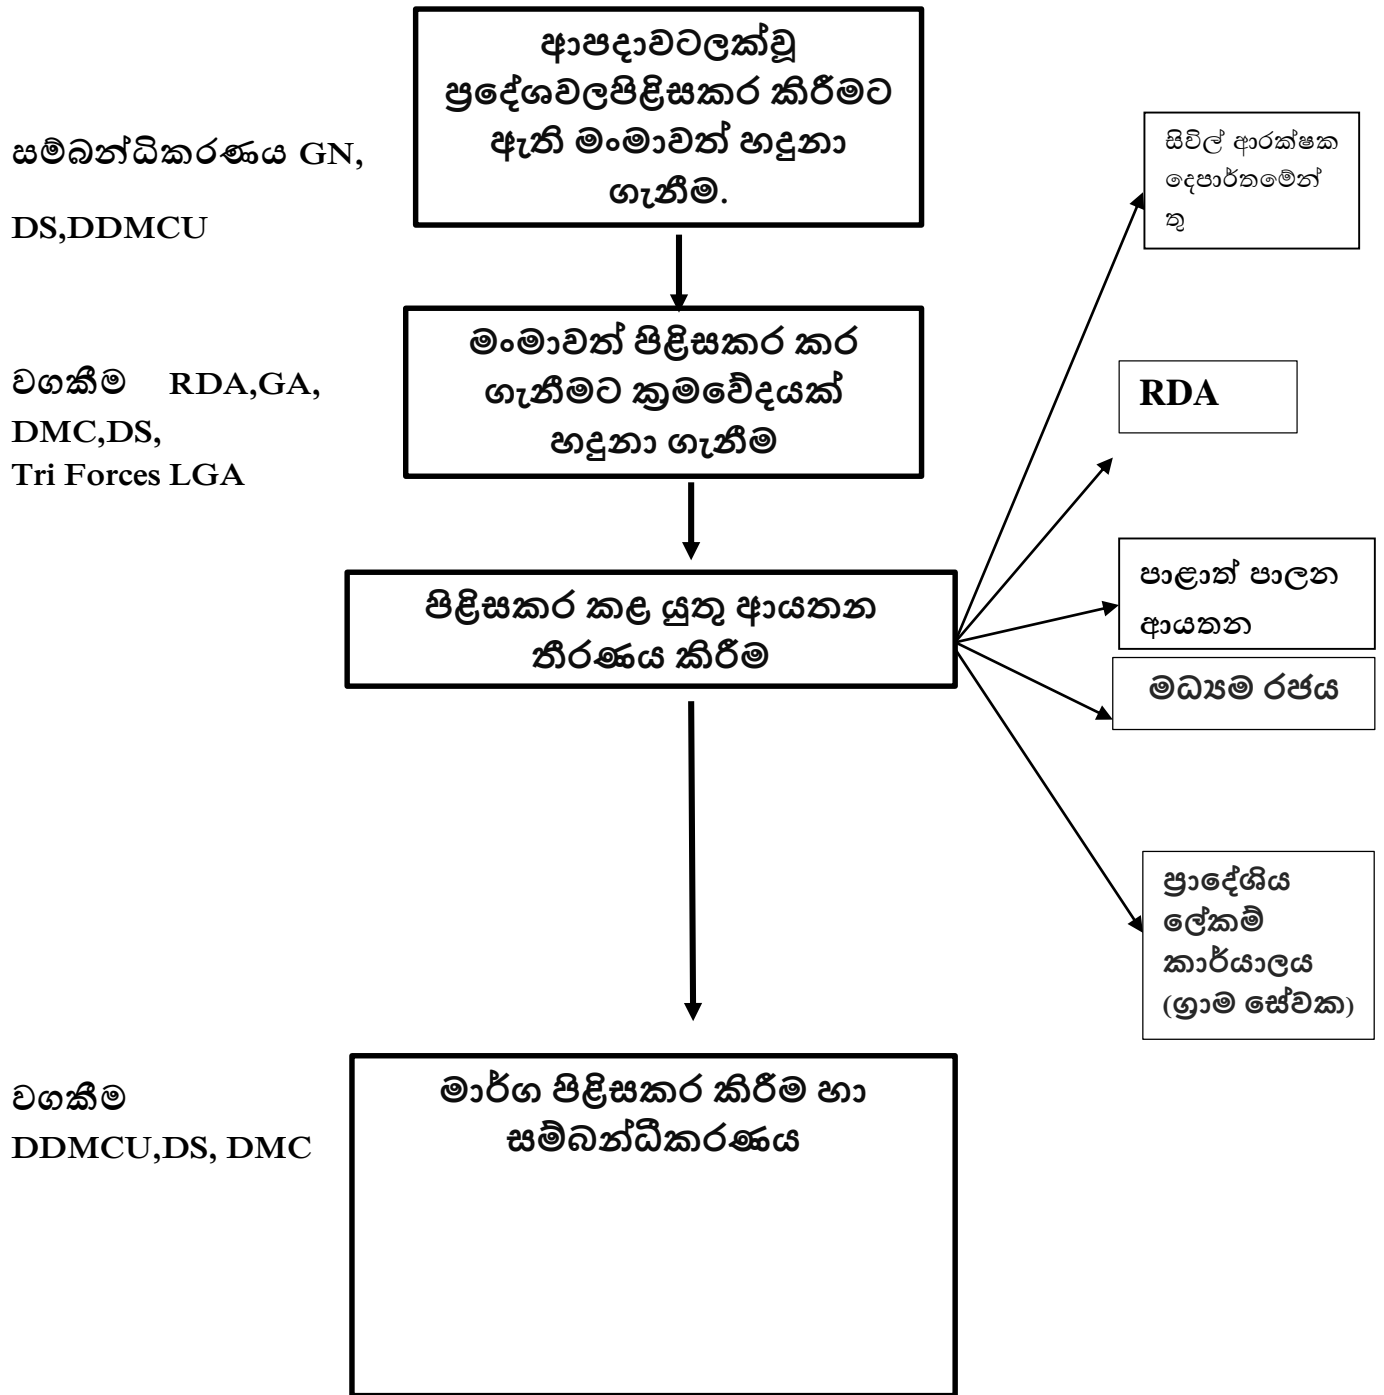 ආපදාවටලක්වූ
ප්‍රදේශවලපිළිසකර කිරීමට
ඇති මංමාවත් හදුනා
ගැනීම.
සම්බන්ධිකරණය GN,
DS,DDMCU
සිවිල් ආරක්ෂක
දෙපාර්තමේන්
තු
මංමාවත් පිළිසකර කර
ගැනීමට ක්‍රමවේදයක්
හදුනා ගැනීම
වගකීම RDA,GA,
DMC,DS,
Tri Forces LGA
RDA
පිළිසකර කළ යුතු ආයතන
තීරණය කිරීම
පාළාත් පාලන
ආයතන
මධ්‍යම රජය
ප්‍රාදේශිය
ලේකම්
කාර්යාලය
(ග්‍රාම සේවක)
වගකීම
DDMCU,DS, DMC
මාර්ග පිළිසකර කිරීම හා
සම්බන්ධීකරණය